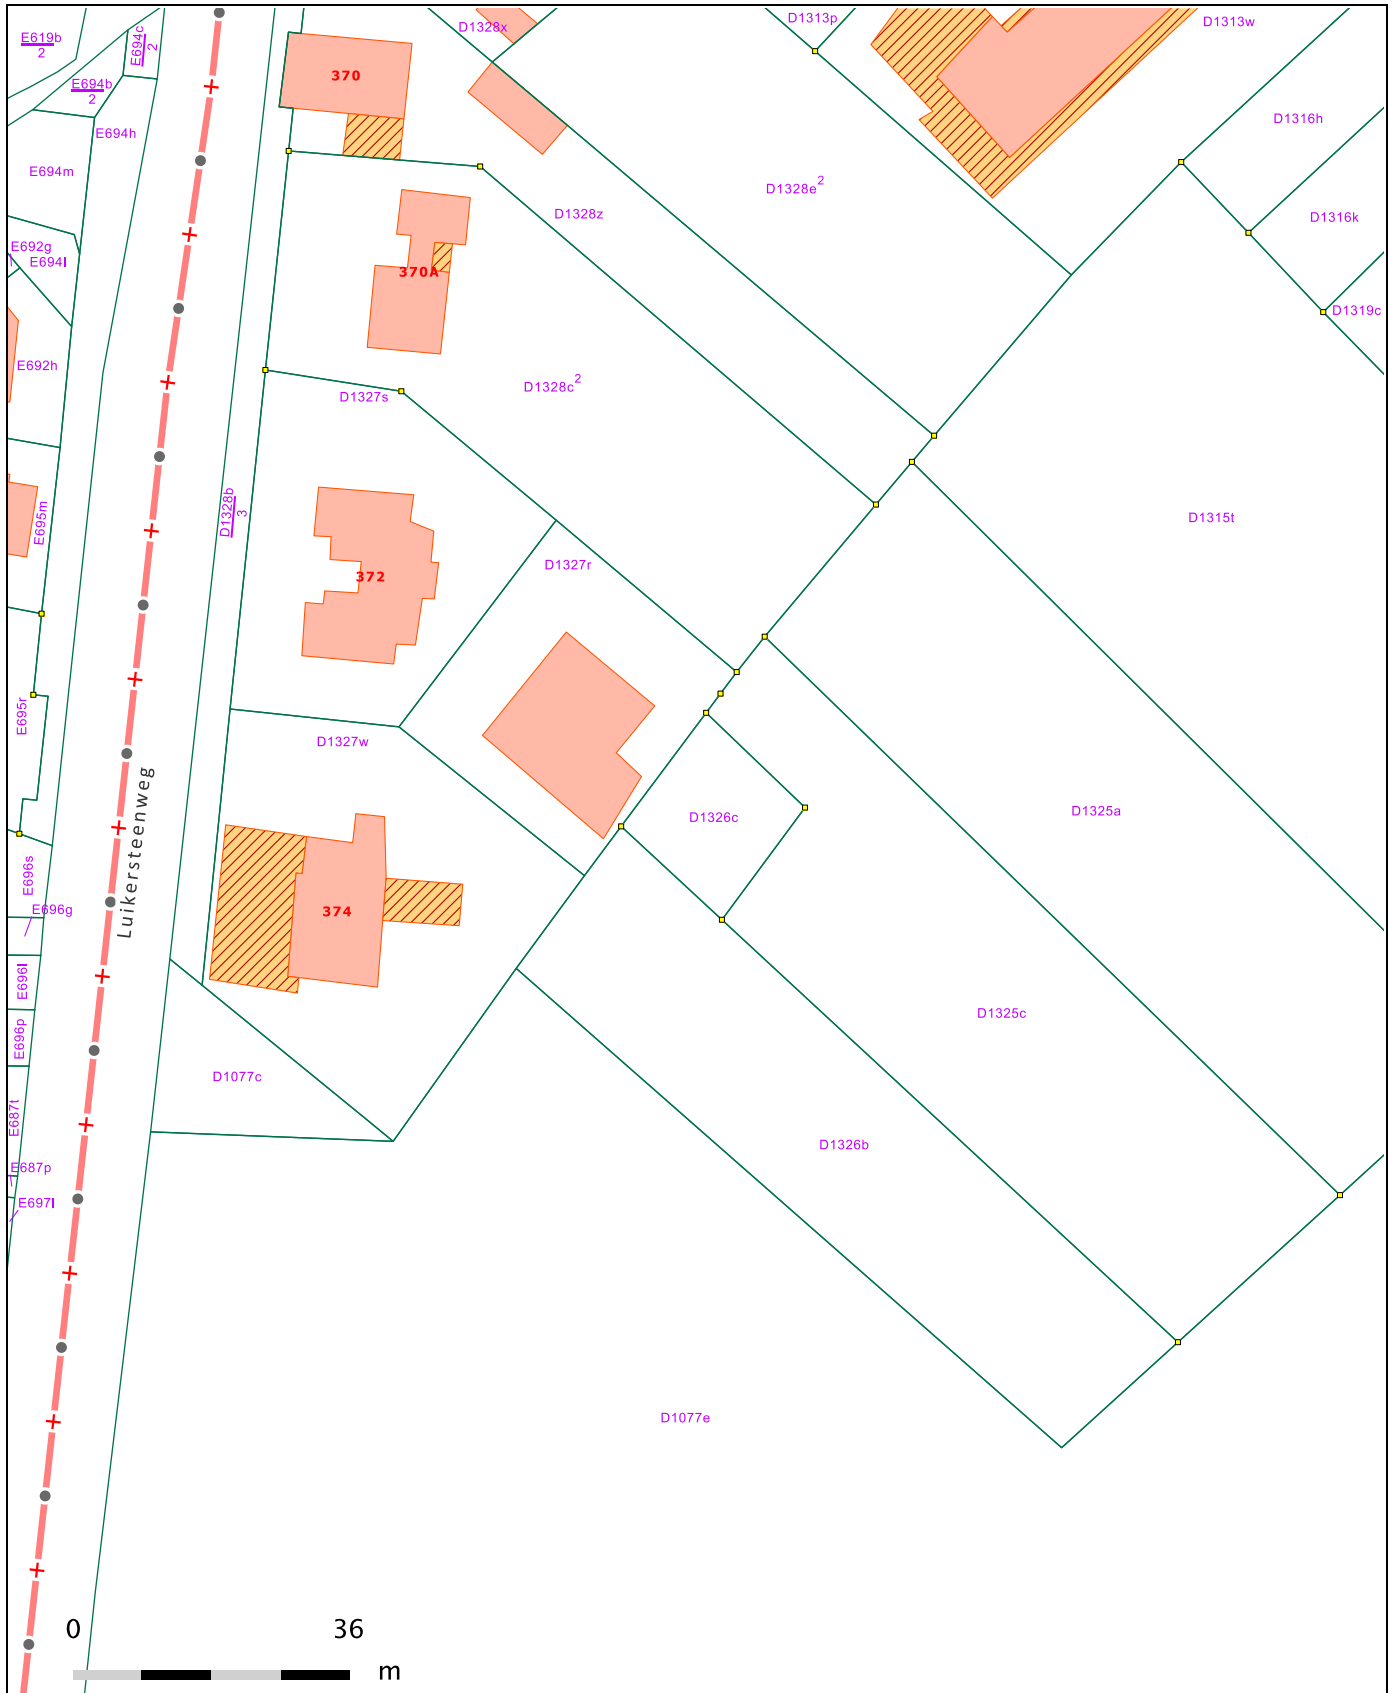 D1313p
D1313w
D1328x
E619b
2
E694c
2
370
E694b
2
E694h
D1316h
E694m
D1328e²
D1328z
D1316k
E692g
E694l
370A
D1319c
E692h
D1328c²
D1327s
D1328b
3
E695m
D1315t
D1327r
372
E695r
D1327w
Luikersteenweg
D1325a
D1326c
E696s
E696g
374
E696l
D1325c
E696p
D1077c
E687t
D1326b
E687p
E697l
D1077e
0 36
m